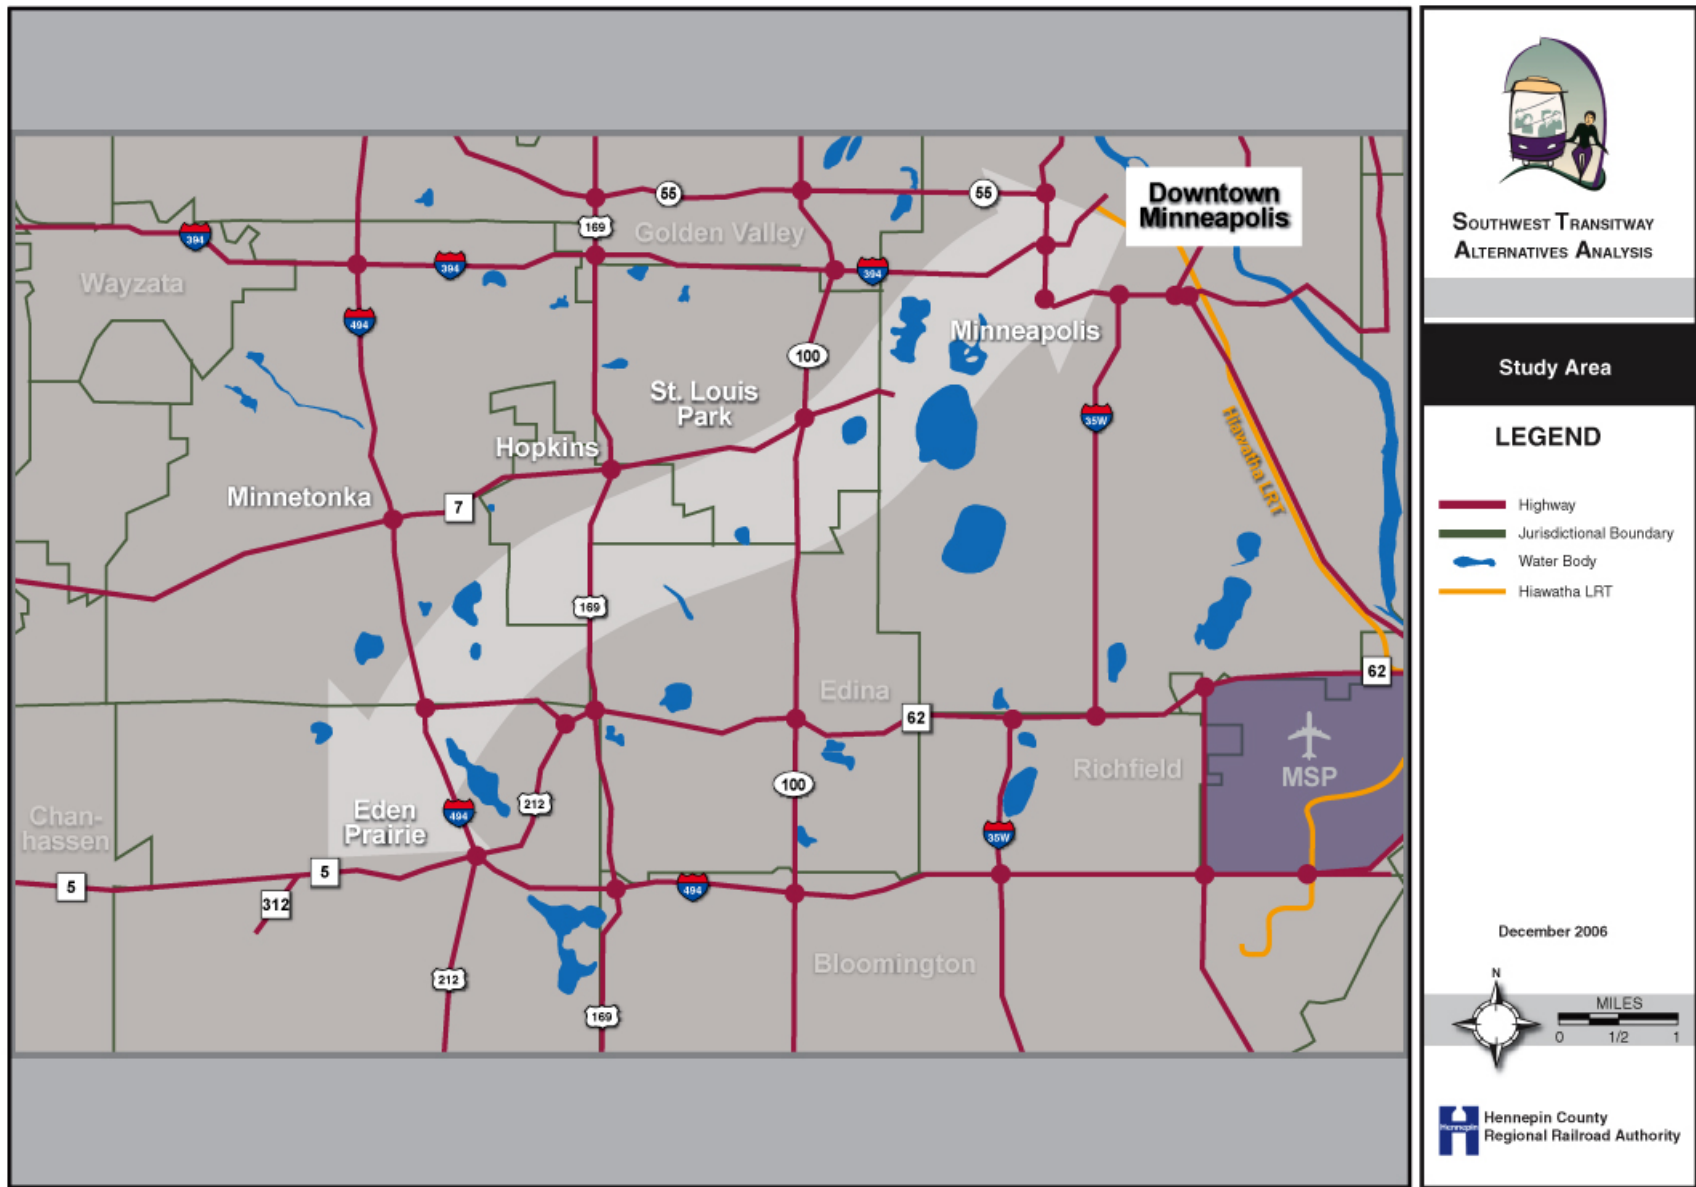 55
55
Downtown
Minneapolis
169
Golden Valley
394
394
394
Wayzata
494
Minneapolis
100
St. Louis
Park
35W
Hopkins
Hiawatha LRT
Minnetonka
7
169
62
Edina
62
Richfield
MSP
100
212
494
Eden
Prairie
Chan-
hassen
35W
5
5
494
312
Bloomington
212
169
SOUTHWEST TRANSITWAY
ALTERNATIVES ANALYSIS
Study Area
LEGEND
Highway
Jurisdictional Boundary
Water Body
Hiawatha LRT
December 2006
N
MILES
0 1/2 1
Hennepin
Hennepin County
Regional Railroad Authority